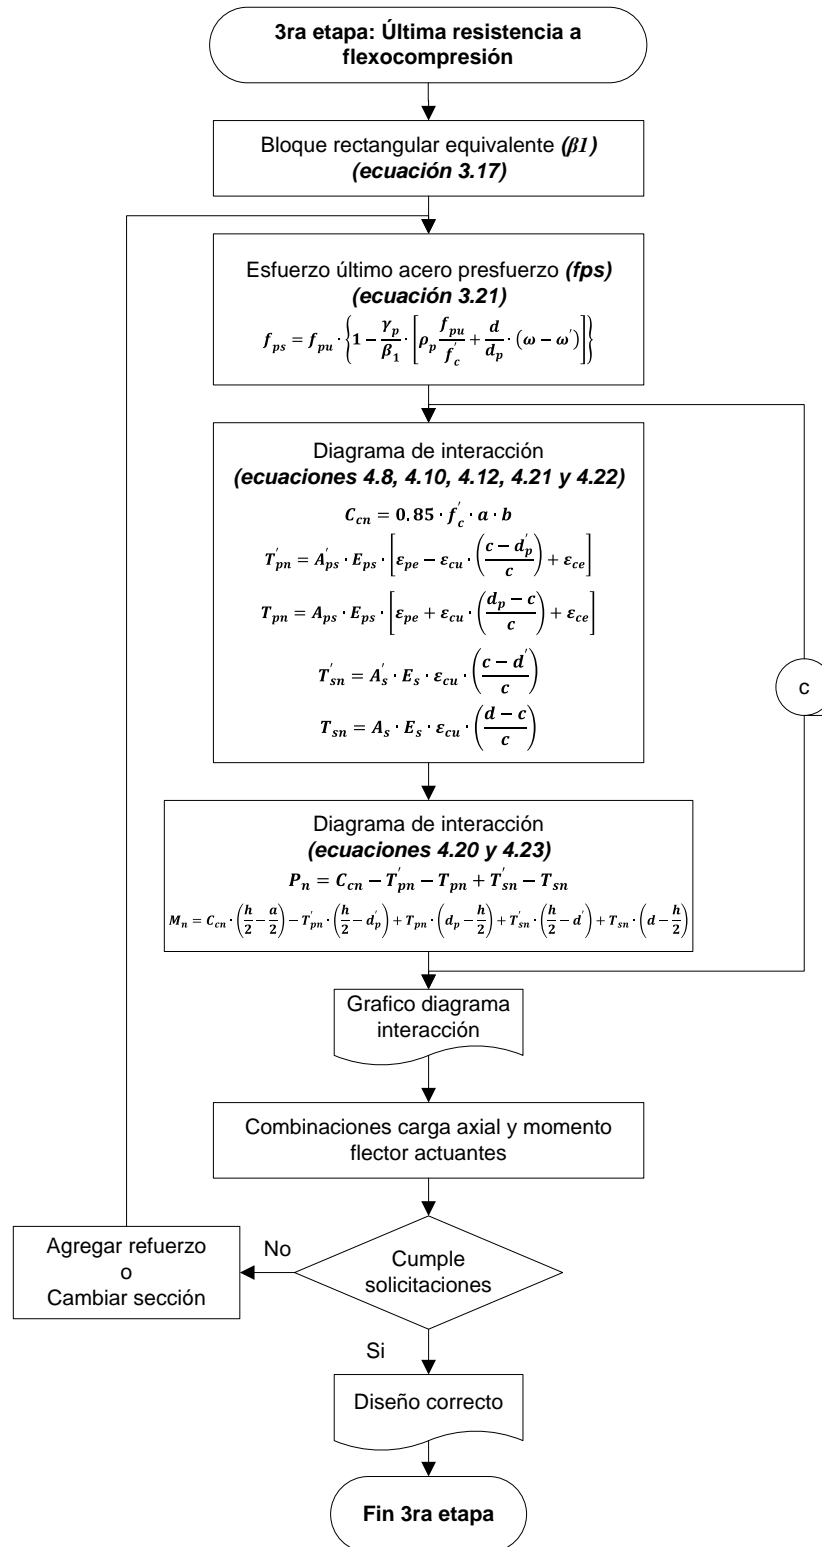 3ra etapa: Última resistencia a
flexocompresión
Bloque rectangular equivalente (β1)
(ecuación 3.17)
Esfuerzo último acero presfuerzo (fps)
(ecuación 3.21)
f_ps = f_pu · {1 − γ_p/β_1 · [ρ_p f_pu/f'_c + d/d_p · (ω − ω')]}
Diagrama de interacción
(ecuaciones 4.8, 4.10, 4.12, 4.21 y 4.22)
C_cn = 0.85 · f'_c · a · b
T'_pn = A'_ps · E_ps · [ε_pe − ε_cu · ((c − d'_p)/c) + ε_ce]
T_pn = A_ps · E_ps · [ε_pe + ε_cu · ((d_p − c)/c) + ε_ce]
T'_sn = A'_s · E_s · ε_cu · ((c − d')/c)
T_sn = A_s · E_s · ε_cu · ((d − c)/c)
c
Diagrama de interacción
(ecuaciones 4.20 y 4.23)
P_n = C_cn − T'_pn − T_pn + T'_sn − T_sn
M_n = C_cn · (h/2 − a/2) − T'_pn · (h/2 − d'_p) + T_pn · (d_p − h/2) + T'_sn · (h/2 − d') + T_sn · (d − h/2)
Grafico diagrama
interacción
Combinaciones carga axial y momento
flector actuantes
Cumple
solicitaciones
No
Agregar refuerzo
o
Cambiar sección
Si
Diseño correcto
Fin 3ra etapa